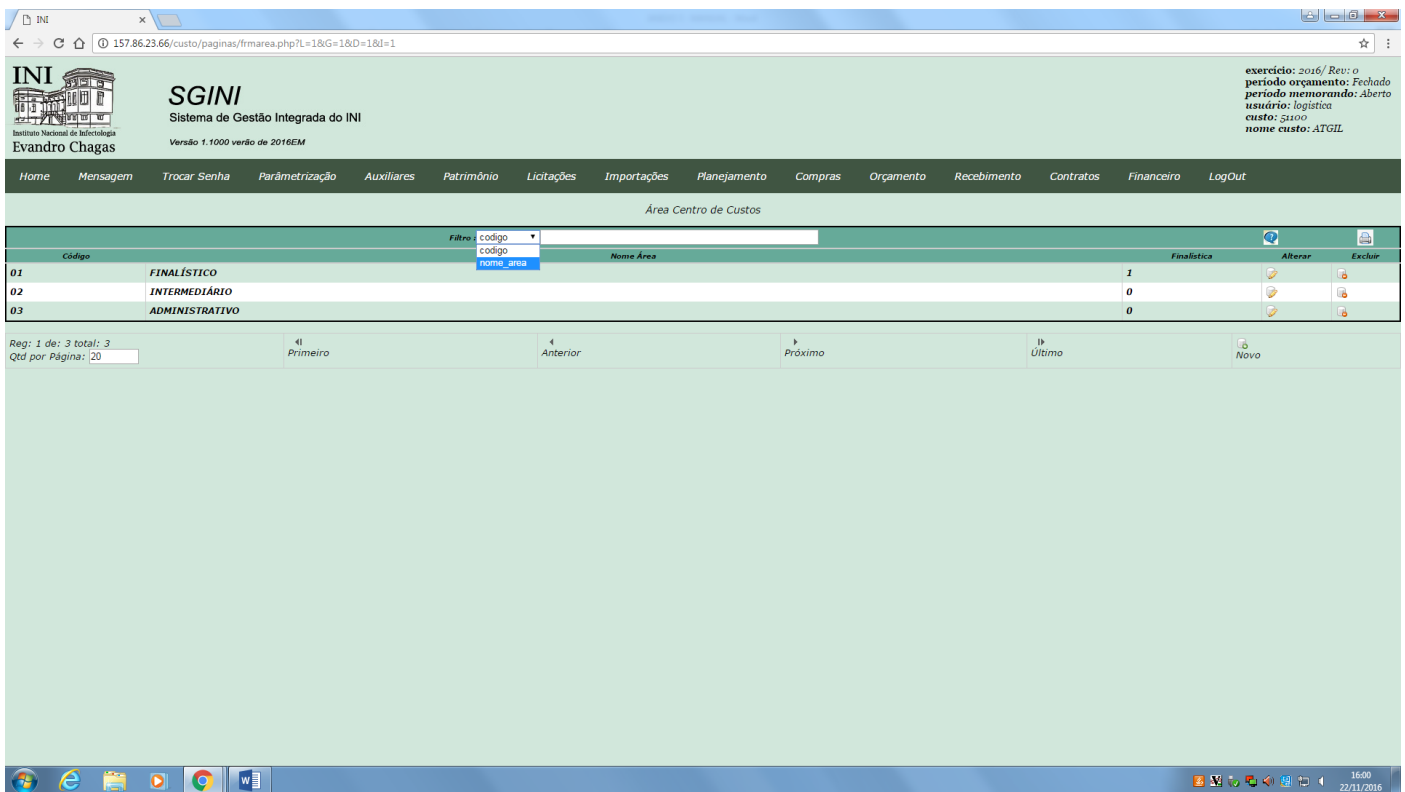 INI
157.86.23.66/custo/paginas/frmarea.php?L=1&G=1&D=1&I=1
INI
Instituto Nacional de Infectologia
Evandro Chagas
SGINI
Sistema de Gestão Integrada do INI
Versão 1.1000 verão de 2016EM
exercício: 2016/ Rev: 0
período orçamento: Fechado
período memorando: Aberto
usuário: logistica
custo: 51100
nome custo: ATGIL
Home Mensagem Trocar Senha Parâmetrização Auxiliares Patrimônio Licitações Importações Planejamento Compras Orçamento Recebimento Contratos Financeiro LogOut
Área Centro de Custos
Filtro : codigo
codigo
nome_area
Código Nome Área Finalistica Alterar Excluir
01 FINALÍSTICO 1
02 INTERMEDIÁRIO 0
03 ADMINISTRATIVO 0
Reg: 1 de: 3 total: 3
Qtd por Página: 20
Primeiro Anterior Próximo Último Novo
16:00
22/11/2016